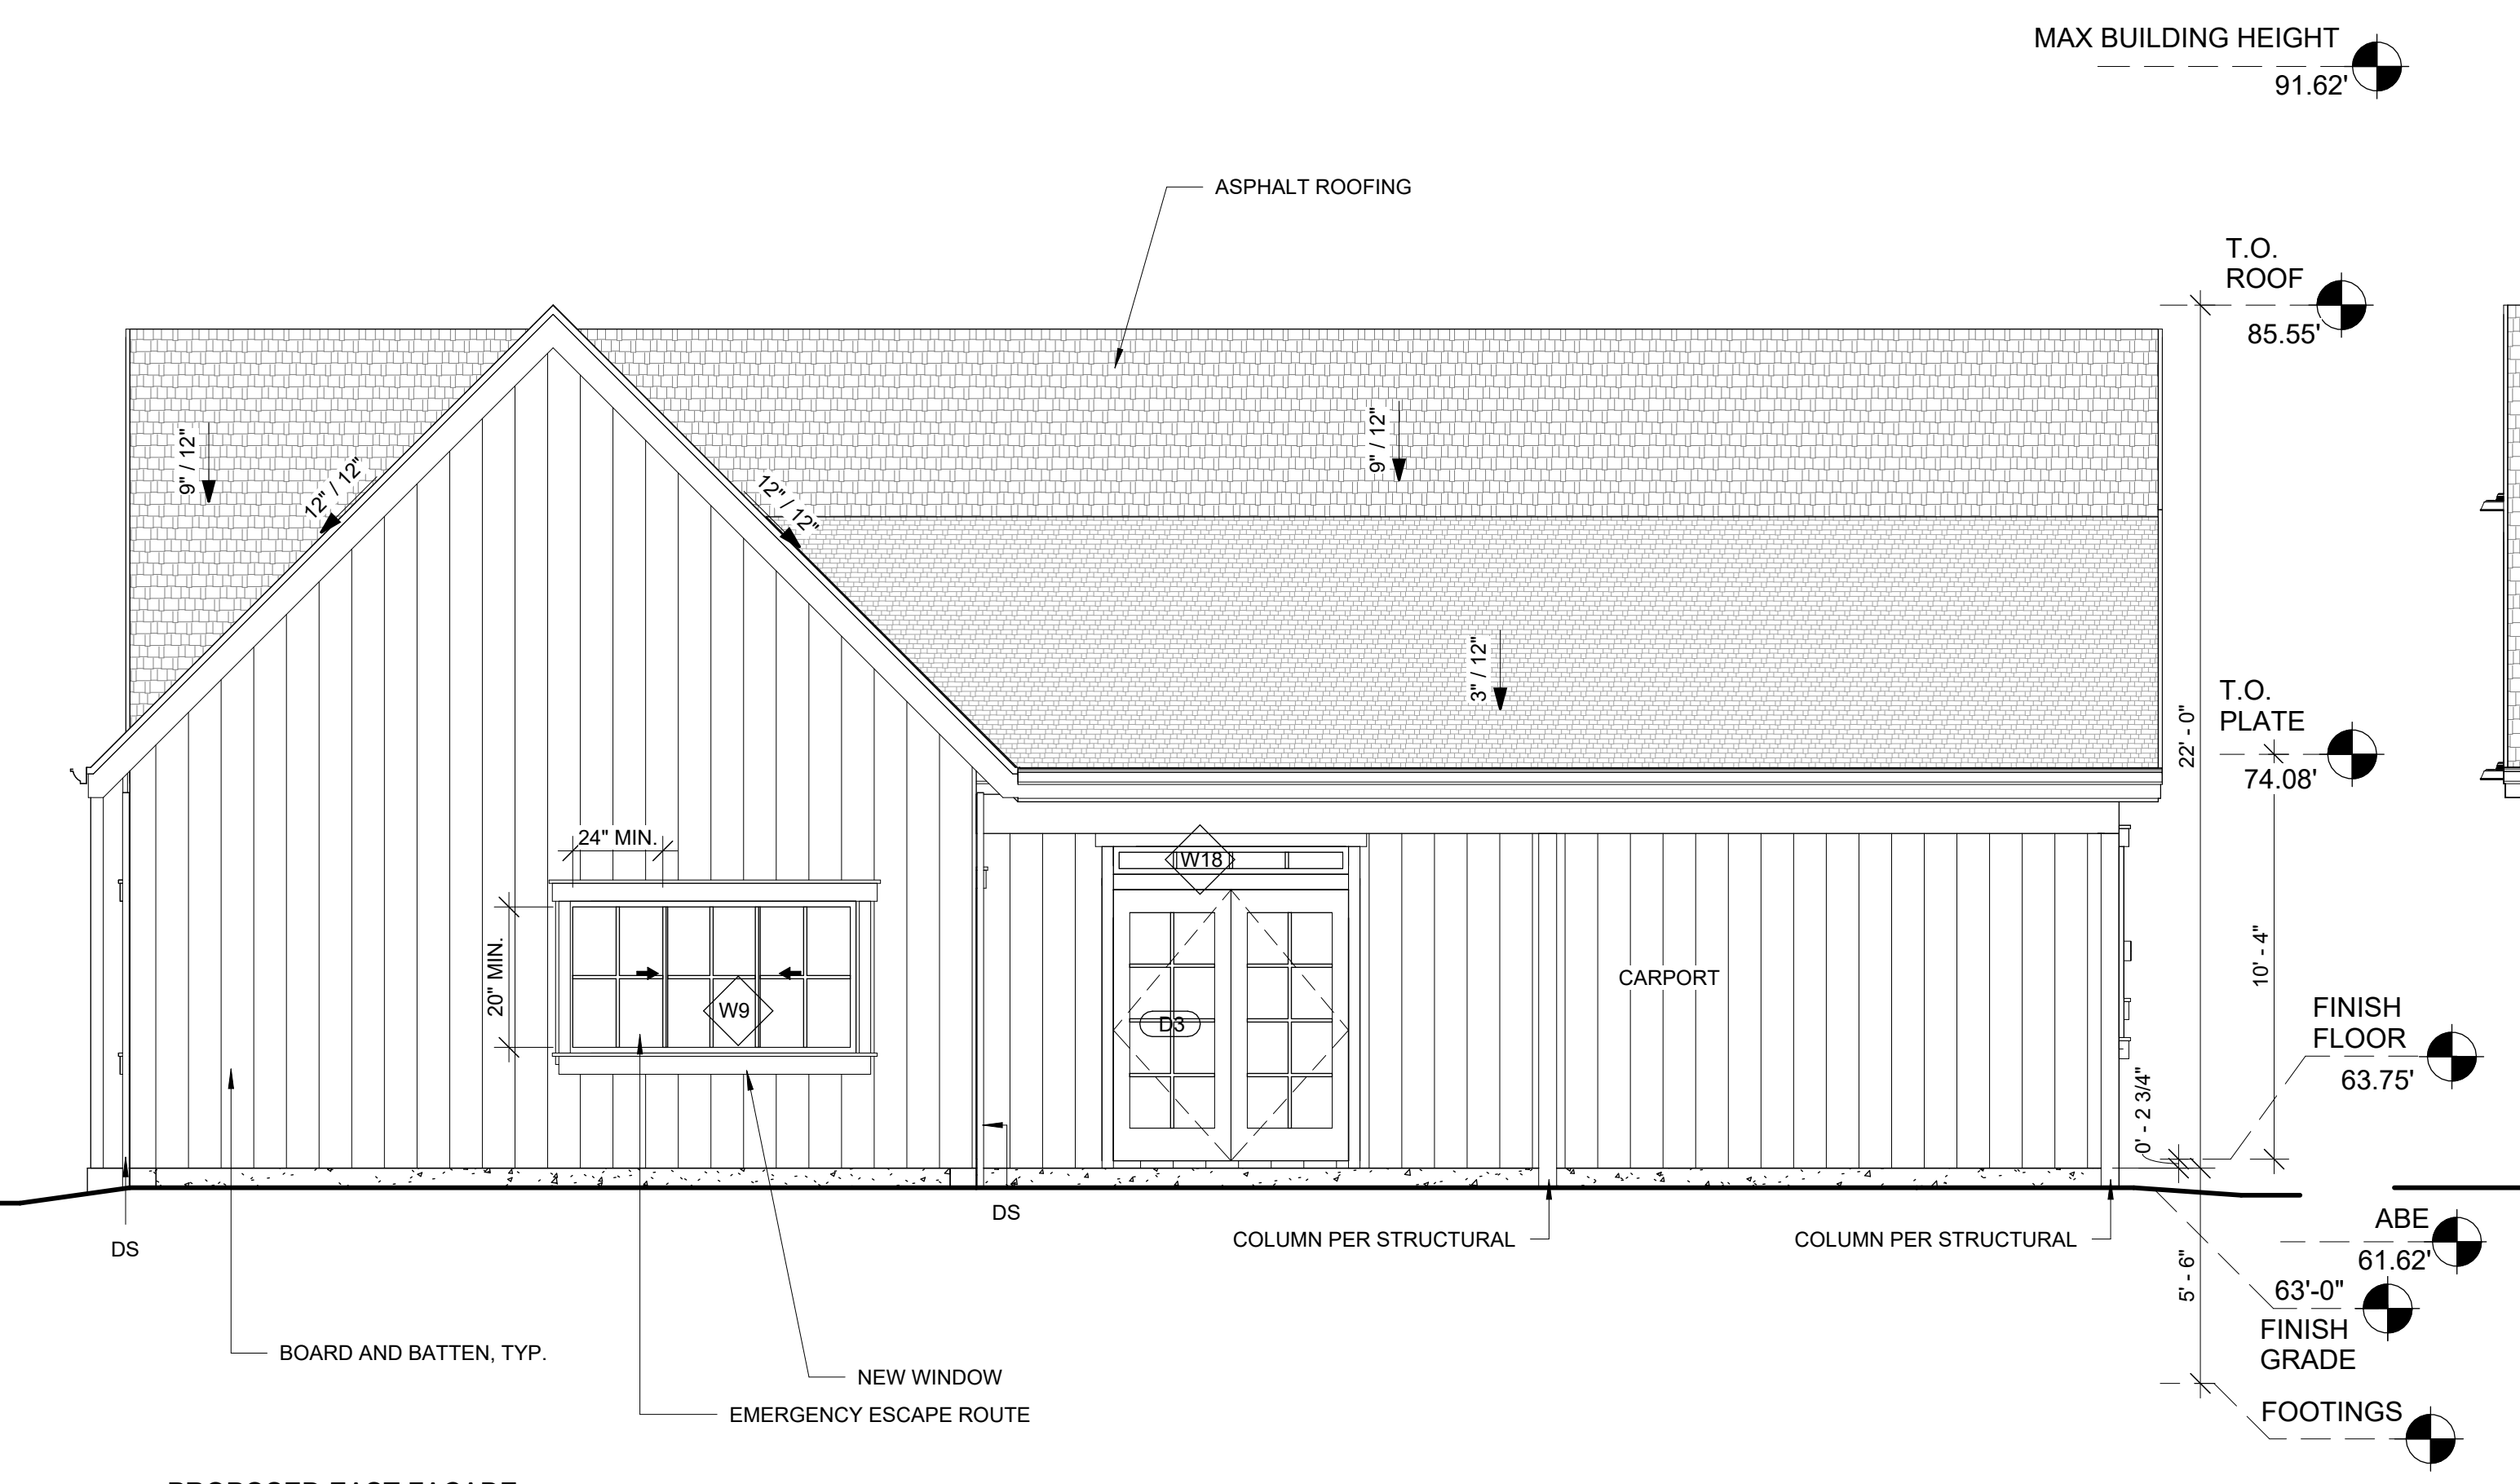 MAX BUILDING HEIGHT
91.62'
ASPHALT ROOFING
T.O.
ROOF
85.55'
9" / 12"
12" / 12"
12" / 12"
9" / 12"
3" / 12"
22' - 0"
T.O.
PLATE
74.08'
24" MIN.
W18
20" MIN.
W9
D3
CARPORT
10' - 4"
FINISH
FLOOR
63.75'
0' - 2 3/4"
DS
DS
COLUMN PER STRUCTURAL
COLUMN PER STRUCTURAL
ABE
61.62'
5' - 6"
63'-0"
FINISH
GRADE
BOARD AND BATTEN, TYP.
NEW WINDOW
EMERGENCY ESCAPE ROUTE
FOOTINGS
PROPOSED EAST FACADE